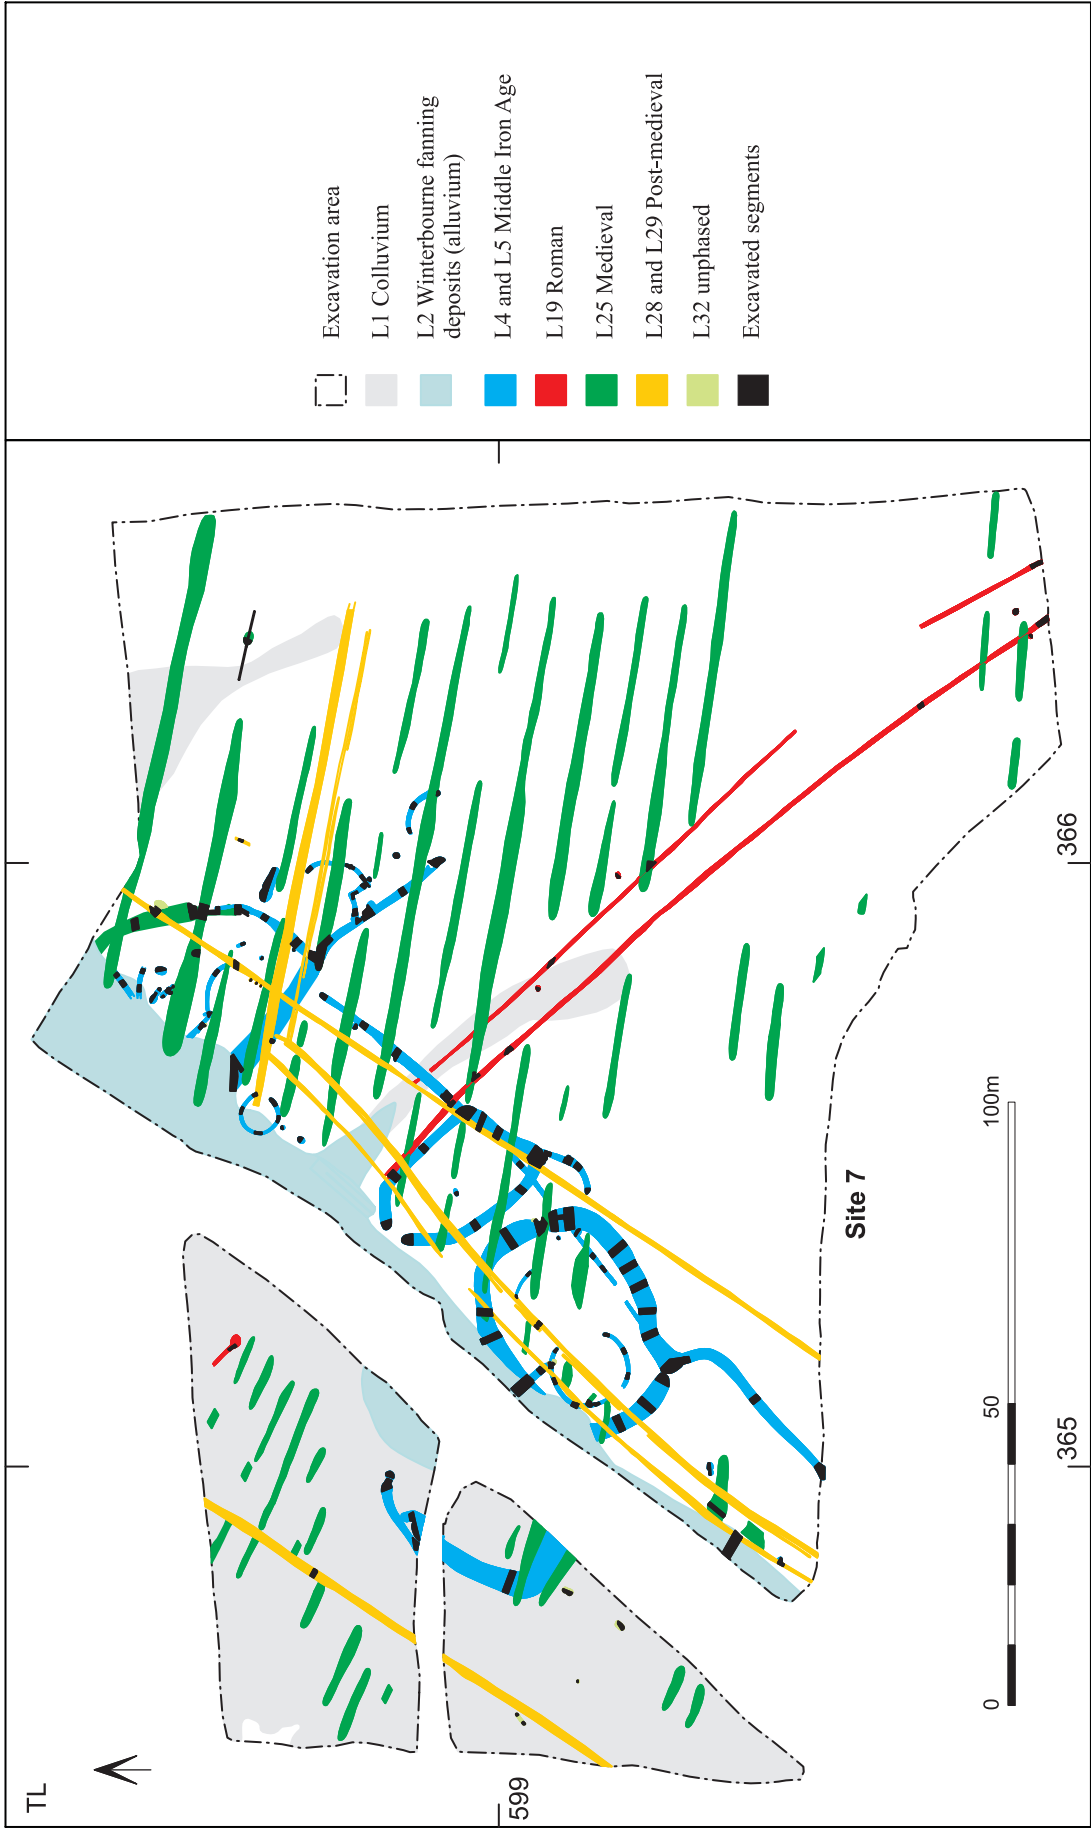 TL
599
365
366
0
50
100m
Site 7
Excavation area
L1 Colluvium
L2 Winterbourne fanning
deposits (alluvium)
L4 and L5 Middle Iron Age
L19 Roman
L25 Medieval
L28 and L29 Post-medieval
L32 unphased
Excavated segments